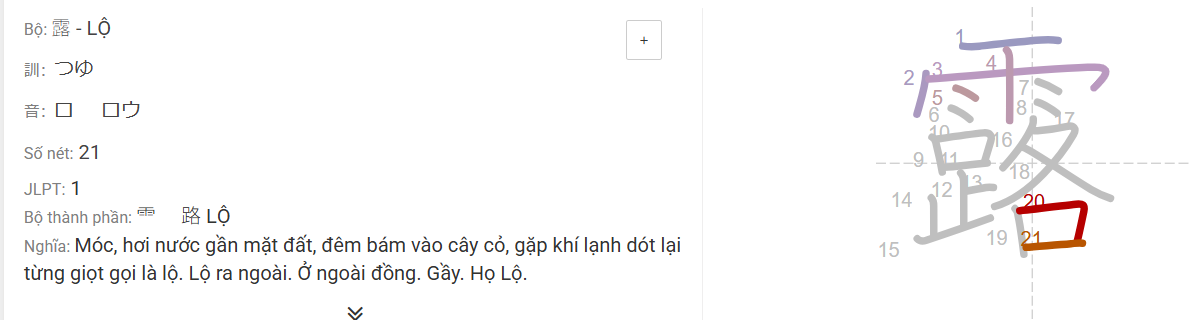 Bộ: 露 - LỘ
+
訓: つゆ
音: ロ ロウ
Số nét: 21
JLPT: 1
Bộ thành phần: ⻗ 路 LỘ
Nghĩa: Móc, hơi nước gần mặt đất, đêm bám vào cây cỏ, gặp khí lạnh dót lại
từng giọt gọi là lộ. Lộ ra ngoài. Ở ngoài đồng. Gầy. Họ Lộ.
露
1
2
3
4
5
6
7
8
9
10
11
12
13
14
15
16
17
18
19
20
21